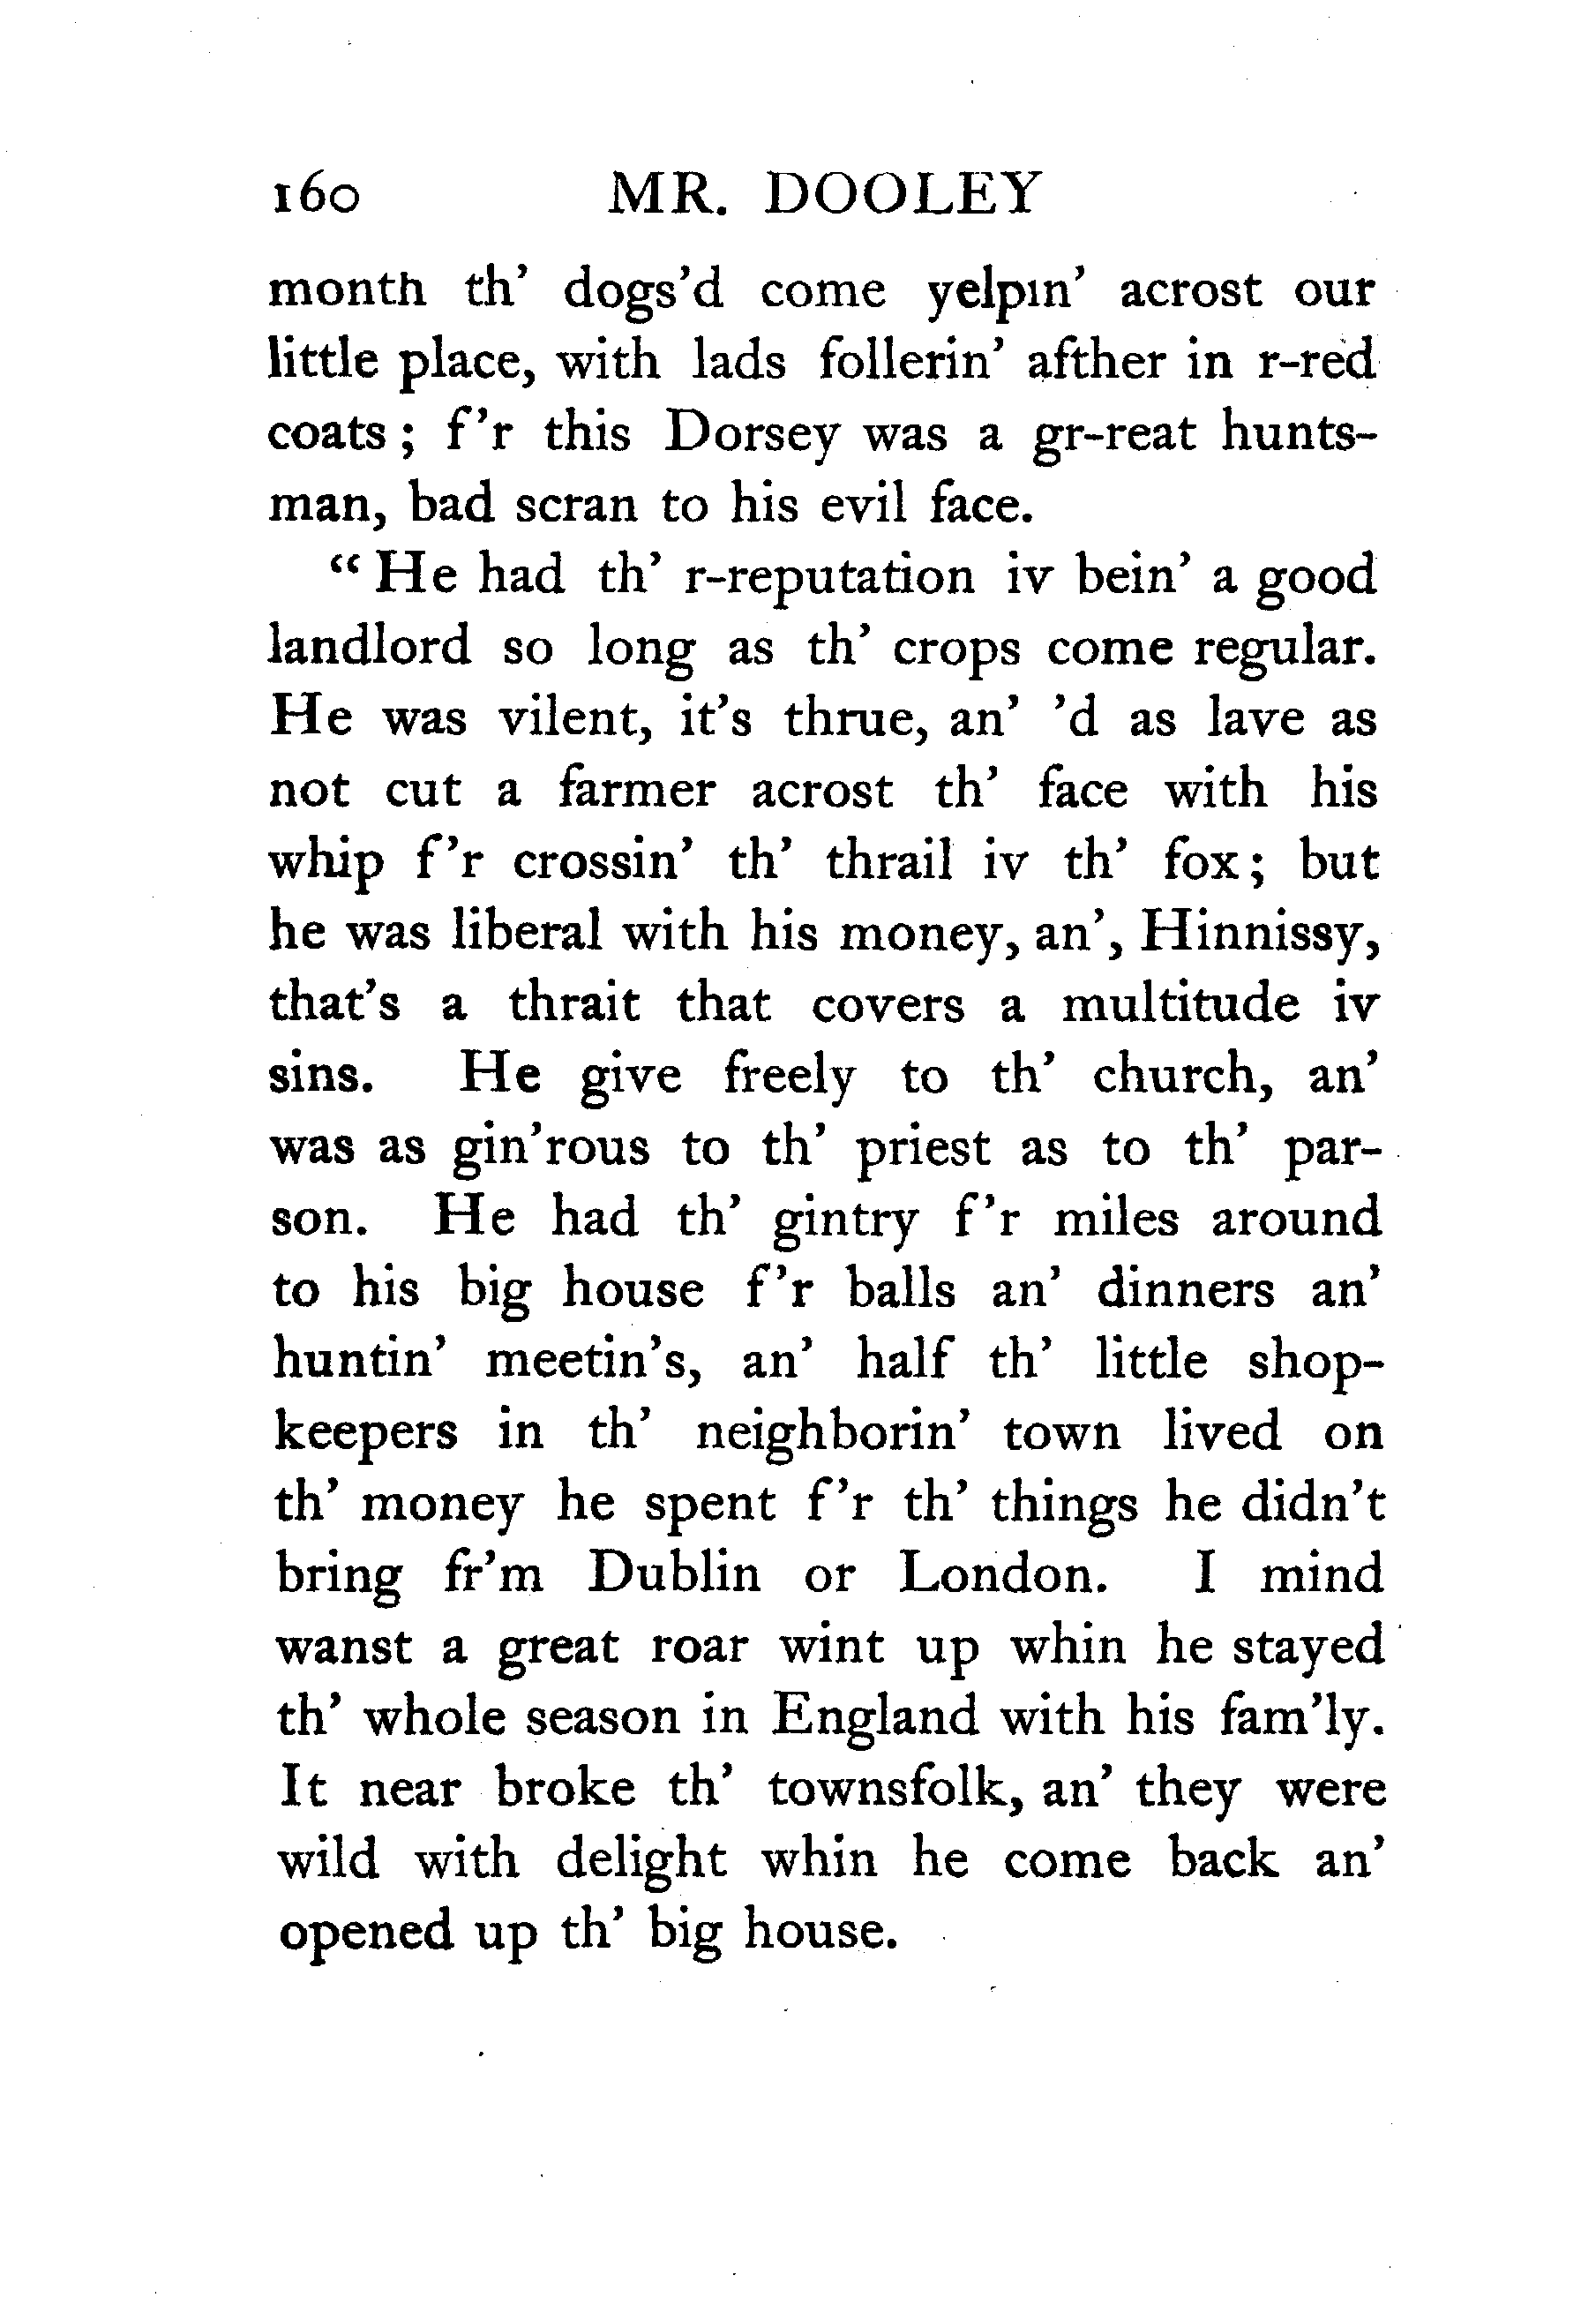 160 MR. DOOLEY
month th' dogs'd come yelpin' acrost our
little place, with lads follerin' afther in r-red
coats; f'r this Dorsey was a gr-reat hunts-
man, bad scran to his evil face.
"He had th' r-reputation iv bein' a good
landlord so long as th' crops come regular.
He was vilent, it's thrue, an' 'd as lave as
not cut a farmer acrost th' face with his
whip f'r crossin' th' thrail iv th' fox; but
he was liberal with his money, an', Hinnissy,
that's a thrait that covers a multitude iv
sins. He give freely to th' church, an'
was as gin'rous to th' priest as to th' par-
son. He had th' gintry f'r miles around
to his big house f'r balls an' dinners an'
huntin' meetin's, an' half th' little shop-
keepers in th' neighborin' town lived on
th' money he spent f'r th' things he didn't
bring fr'm Dublin or London. I mind
wanst a great roar wint up whin he stayed
th' whole season in England with his fam'ly.
It near broke th' townsfolk, an' they were
wild with delight whin he come back an'
opened up th' big house.